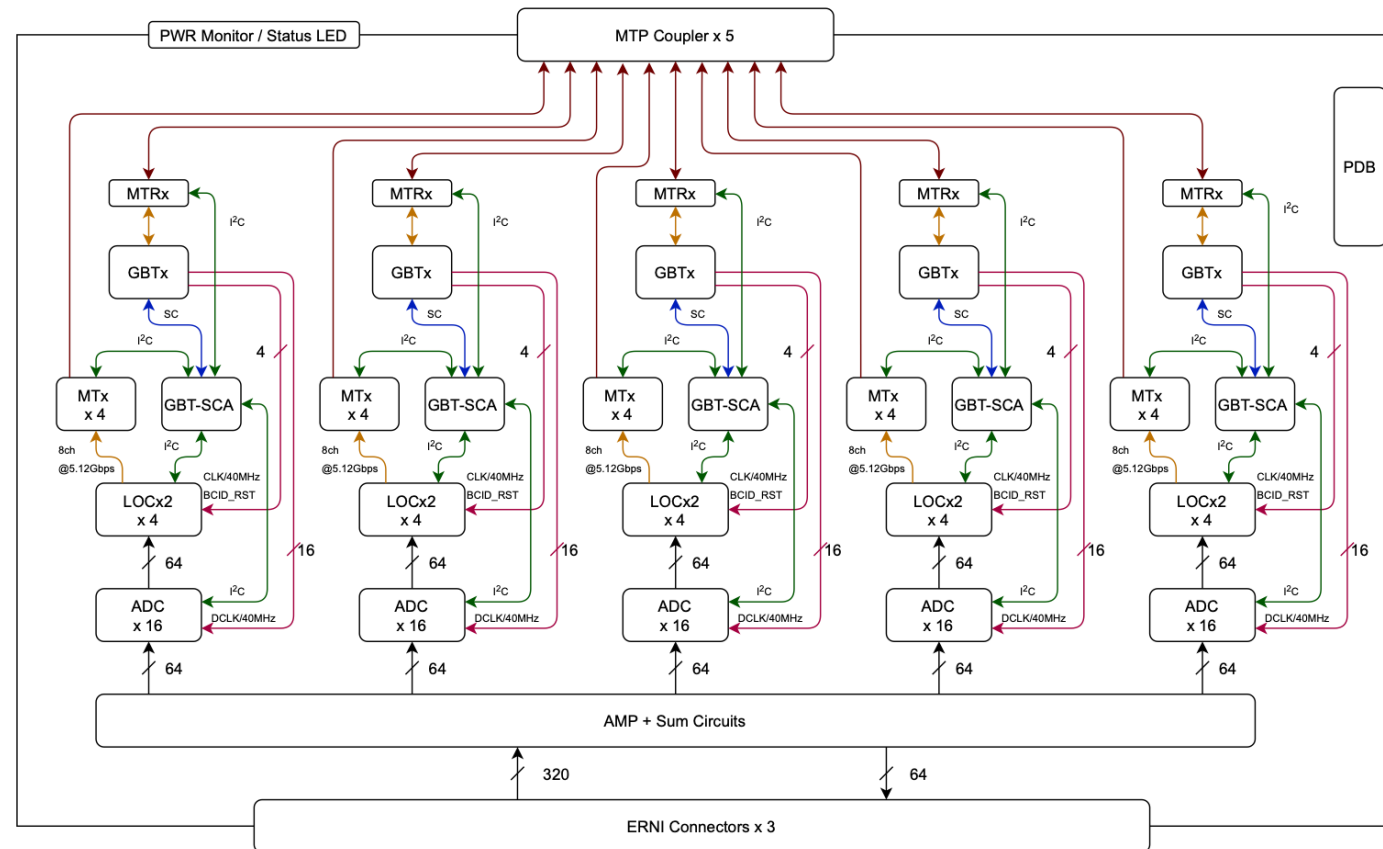 PWR Monitor / Status LED
MTP Coupler x 5
PDB
MTRx
MTRx
MTRx
MTRx
MTRx
I²C
I²C
I²C
I²C
I²C
GBTx
GBTx
GBTx
GBTx
GBTx
SC
SC
SC
SC
SC
I²C
I²C
I²C
I²C
I²C
4
4
4
4
4
MTx
x 4
GBT-SCA
MTx
x 4
GBT-SCA
MTx
x 4
GBT-SCA
MTx
x 4
GBT-SCA
MTx
x 4
GBT-SCA
8ch
@5.12Gbps
I²C
8ch
@5.12Gbps
I²C
8ch
@5.12Gbps
I²C
8ch
@5.12Gbps
I²C
8ch
@5.12Gbps
I²C
CLK/40MHz
BCID_RST
CLK/40MHz
BCID_RST
CLK/40MHz
BCID_RST
CLK/40MHz
BCID_RST
CLK/40MHz
BCID_RST
LOCx2
x 4
LOCx2
x 4
LOCx2
x 4
LOCx2
x 4
LOCx2
x 4
16
16
16
16
16
64
64
64
64
64
I²C
I²C
I²C
I²C
I²C
ADC
x 16
ADC
x 16
ADC
x 16
ADC
x 16
ADC
x 16
DCLK/40MHz
DCLK/40MHz
DCLK/40MHz
DCLK/40MHz
DCLK/40MHz
64
64
64
64
64
AMP + Sum Circuits
320
64
ERNI Connectors x 3